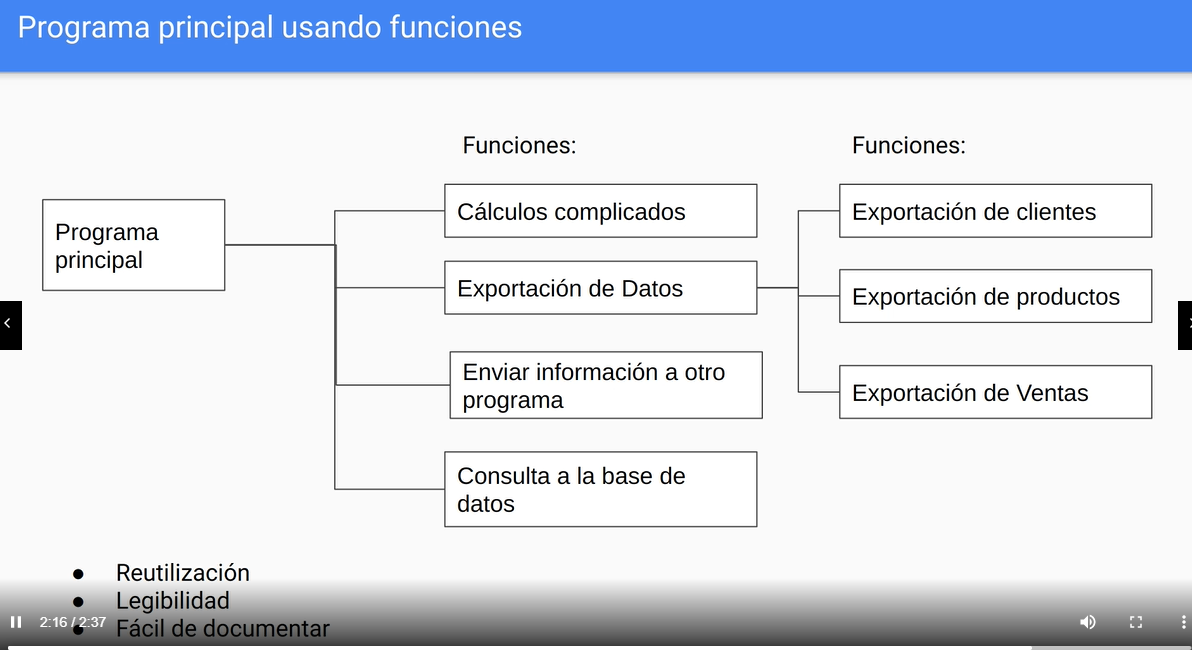 Programa principal usando funciones
Funciones:
Funciones:
Programa
principal
Cálculos complicados
Exportación de clientes
Exportación de Datos
Exportación de productos
Enviar información a otro
programa
Exportación de Ventas
Consulta a la base de
datos
● Reutilización
● Legibilidad
2:16 / 2:37
● Fácil de documentar